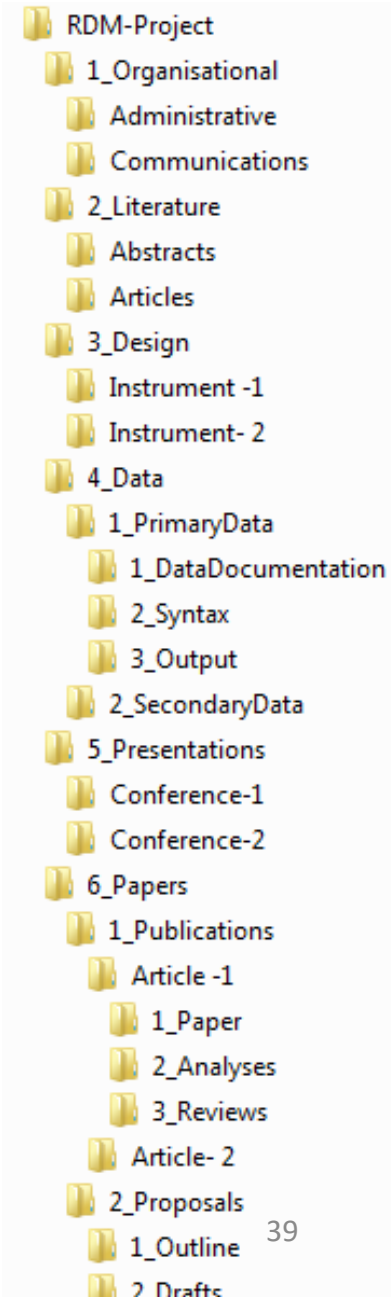 RDM-Project
1_Organisational
Administrative
Communications
2_Literature
Abstracts
Articles
3_Design
Instrument -1
Instrument- 2
4_Data
1_PrimaryData
1_DataDocumentation
2_Syntax
3_Output
2_SecondaryData
5_Presentations
Conference-1
Conference-2
6_Papers
1_Publications
Article -1
1_Paper
2_Analyses
3_Reviews
Article- 2
2_Proposals
1_Outline 39
2_Drafts